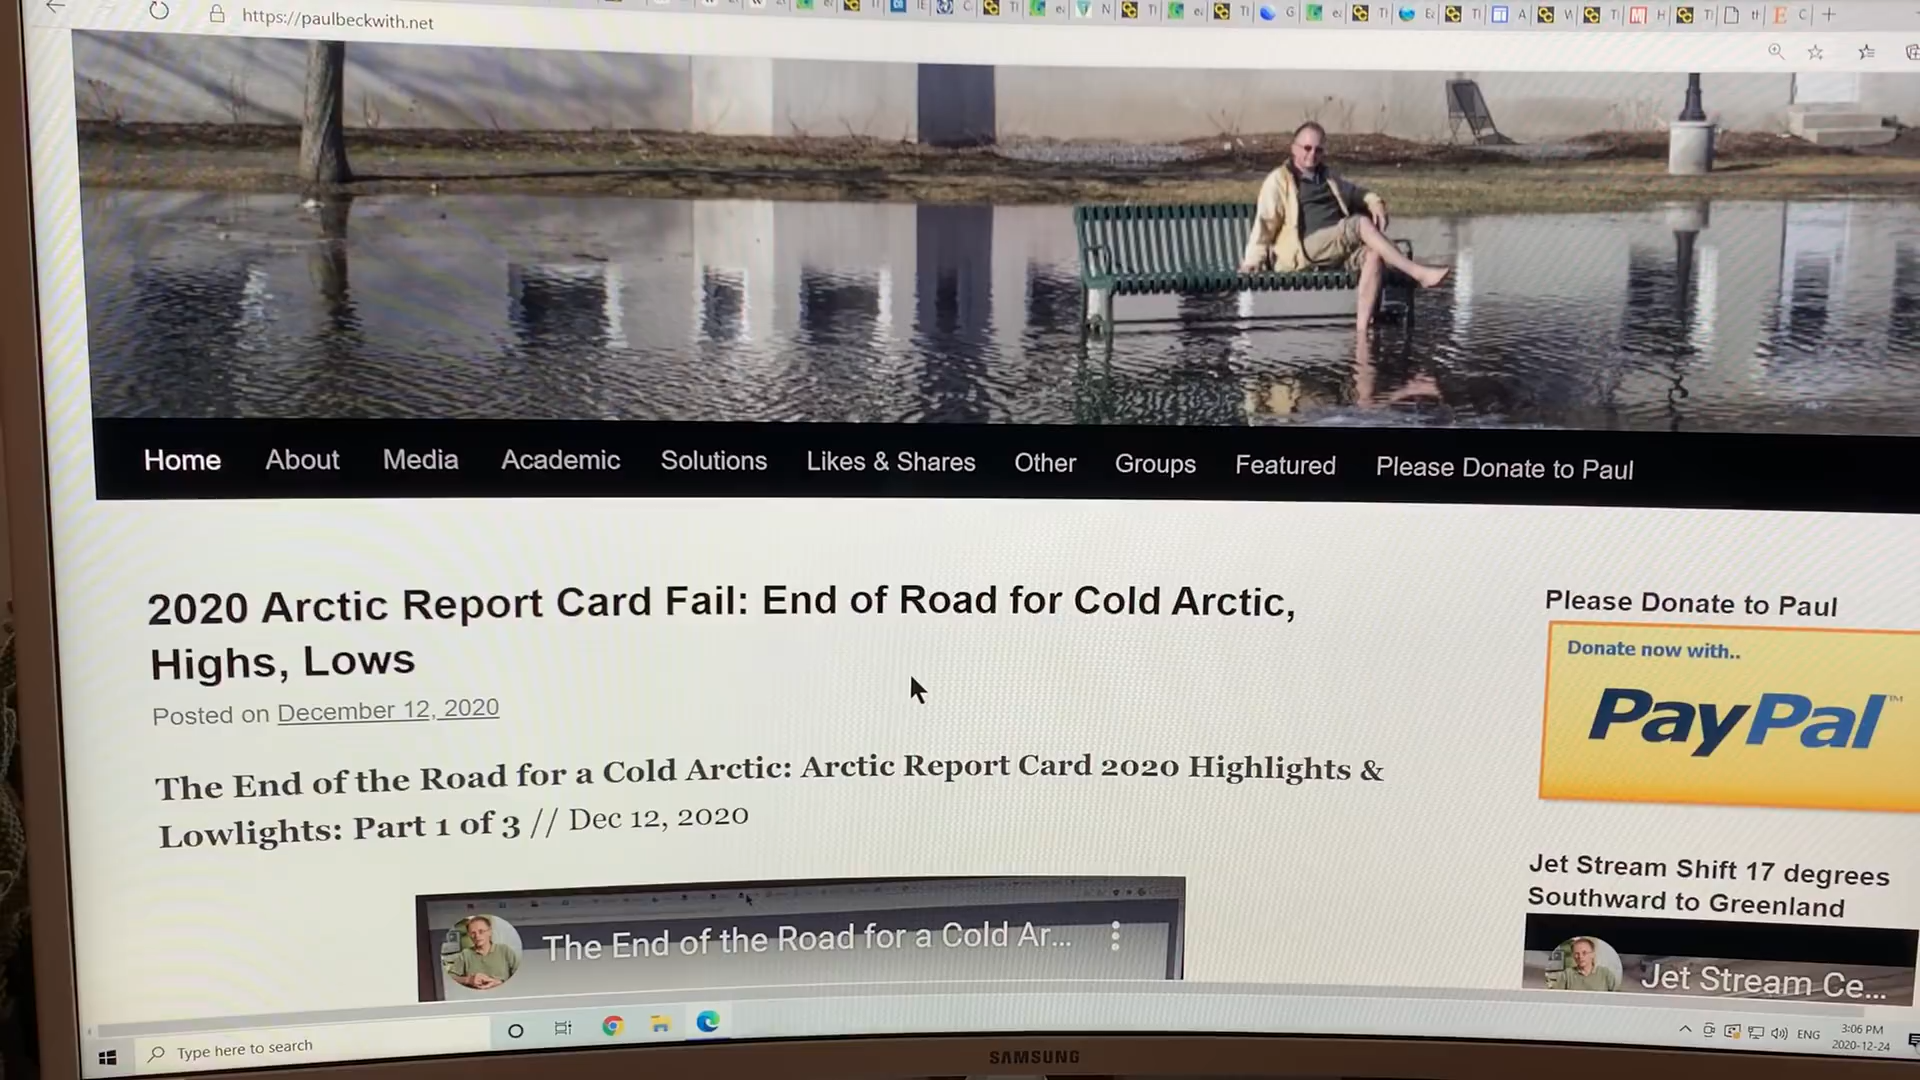 https://paulbeckwith.net
Home About Media Academic Solutions Likes & Shares Other Groups Featured Please Donate to Paul
2020 Arctic Report Card Fail: End of Road for Cold Arctic,
Highs, Lows
Posted on December 12, 2020
The End of the Road for a Cold Arctic: Arctic Report Card 2020 Highlights &
Lowlights: Part 1 of 3 // Dec 12, 2020
The End of the Road for a Cold Ar...
Please Donate to Paul
Donate now with..
PayPal™
Jet Stream Shift 17 degrees
Southward to Greenland
Jet Stream Ce...
Type here to search
ENG
3:06 PM
2020-12-24
SAMSUNG